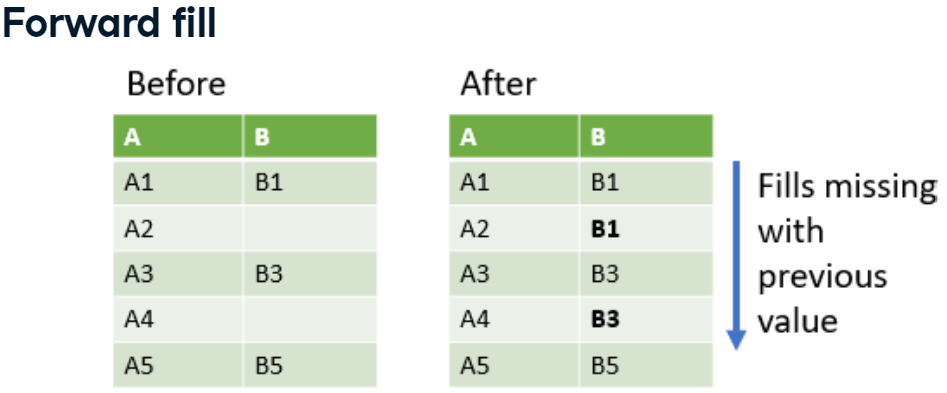 Forward fill
Before
A B
A1 B1
A2
A3 B3
A4
A5 B5
After
A B
A1 B1
A2 B1
A3 B3
A4 B3
A5 B5
Fills missing
with
previous
value